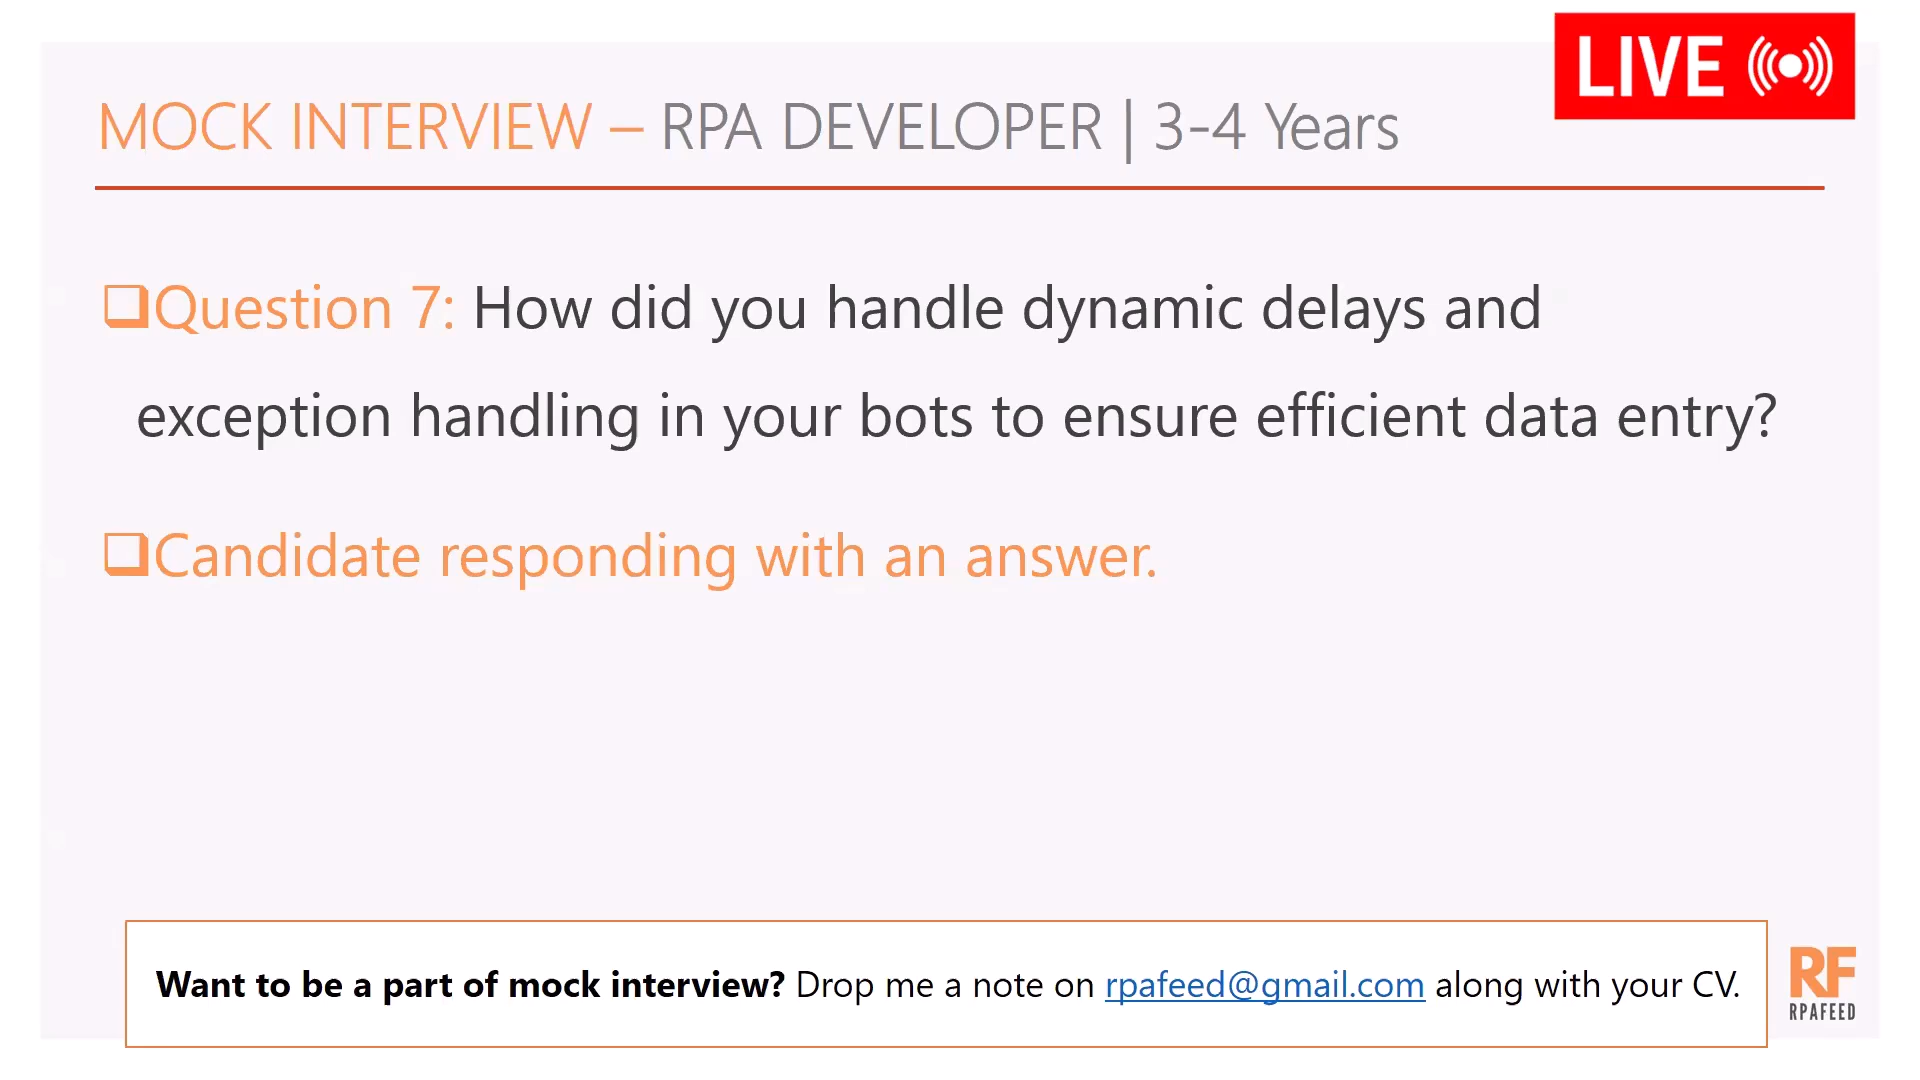 LIVE
MOCK INTERVIEW – RPA DEVELOPER | 3-4 Years
❑Question 7: How did you handle dynamic delays and
exception handling in your bots to ensure efficient data entry?
❑Candidate responding with an answer.
Want to be a part of mock interview? Drop me a note on rpafeed@gmail.com along with your CV.
RF
RPAFEED